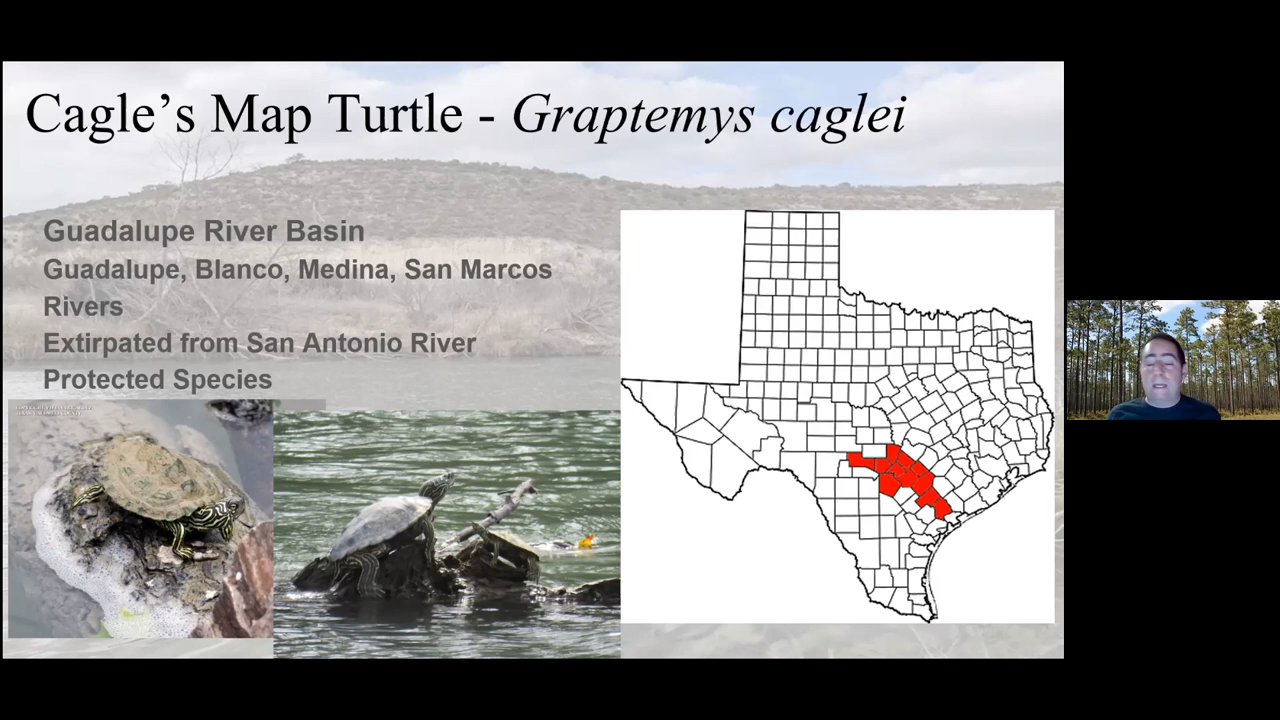 Cagle's Map Turtle - Graptemys caglei
Guadalupe River Basin
Guadalupe, Blanco, Medina, San Marcos
Rivers
Extirpated from San Antonio River
Protected Species